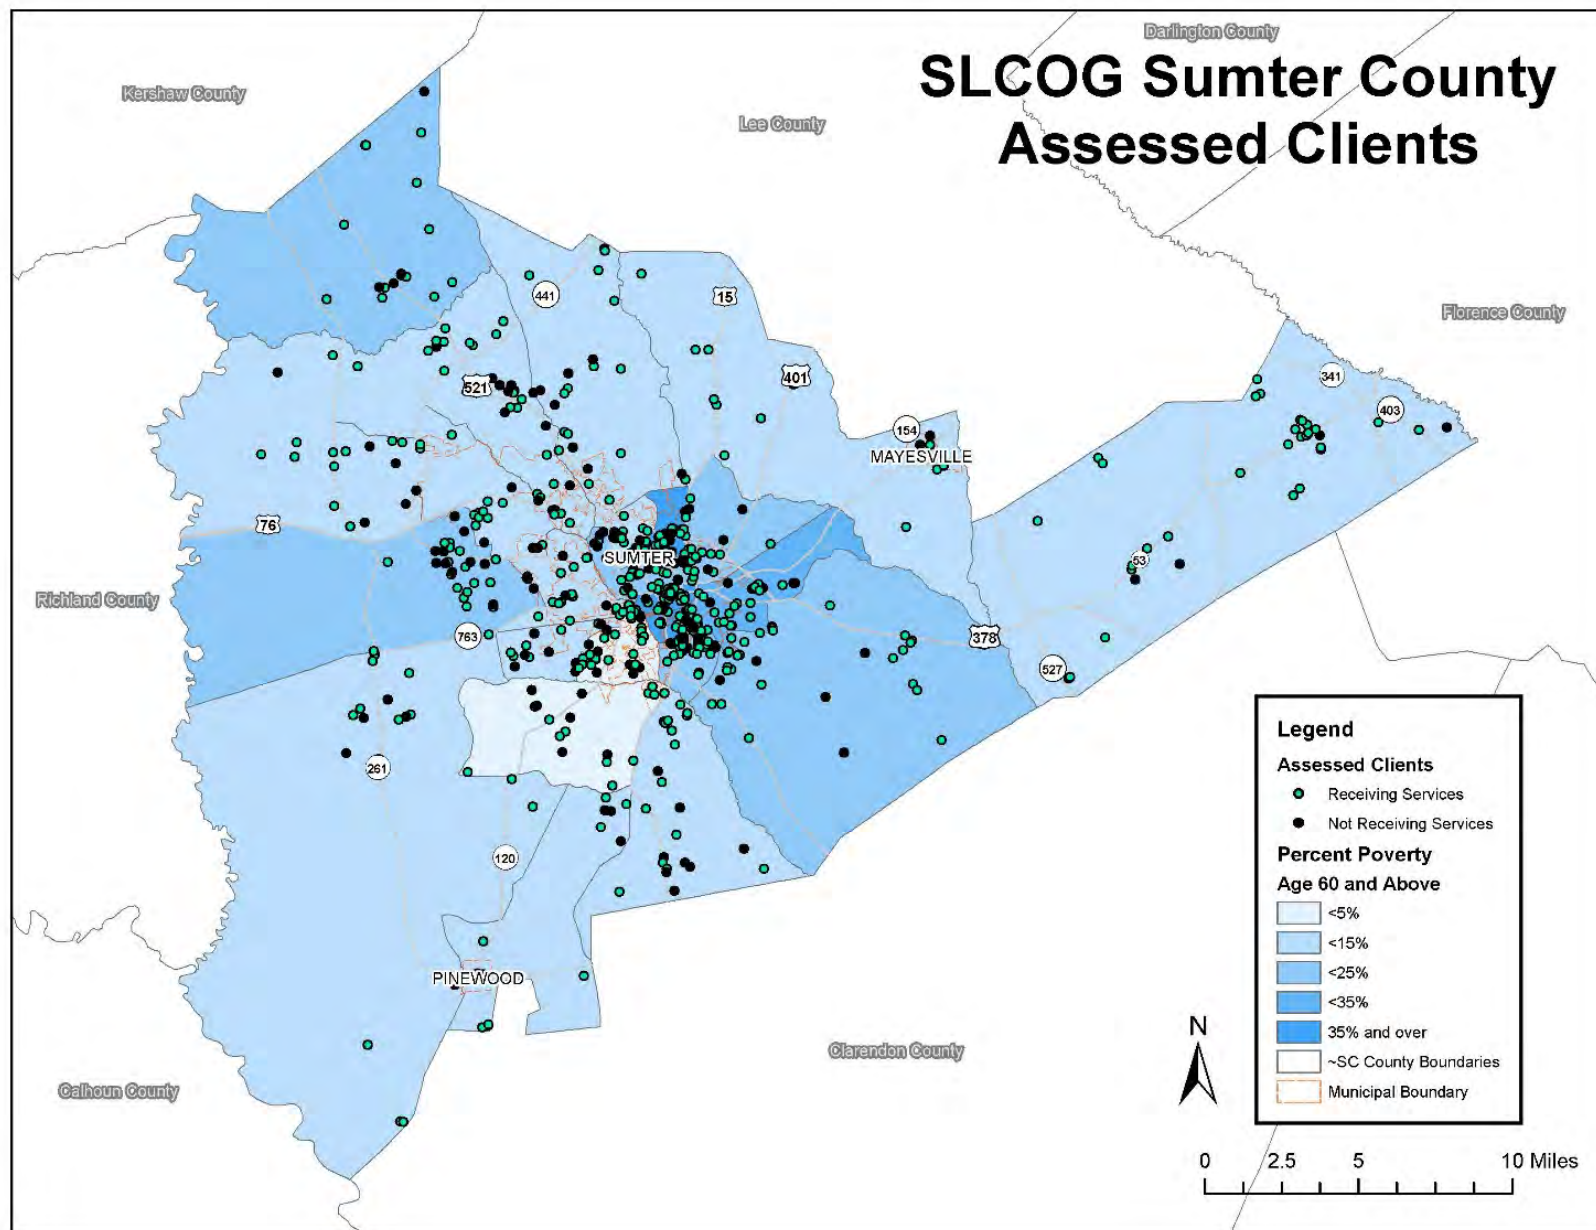 Darlington County
SLCOG Sumter County
Assessed Clients
Kershaw County
Lee County
441
15
Florence County
521
401
341
403
154
MAYESVILLE
76
SUMTER
53
Richland County
763
378
527
261
120
PINEWOOD
Clarendon County
Calhoun County
Legend
Assessed Clients
Receiving Services
Not Receiving Services
Percent Poverty
Age 60 and Above
<5%
<15%
<25%
<35%
35% and over
~SC County Boundaries
Municipal Boundary
N
0 2.5 5 10 Miles